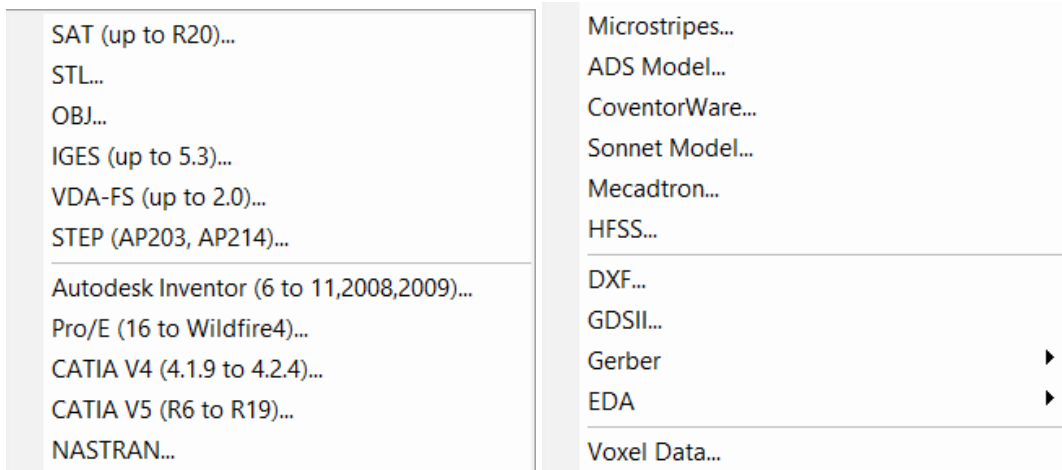 SAT (up to R20)...
STL...
OBJ...
IGES (up to 5.3)...
VDA-FS (up to 2.0)...
STEP (AP203, AP214)...
Autodesk Inventor (6 to 11,2008,2009)...
Pro/E (16 to Wildfire4)...
CATIA V4 (4.1.9 to 4.2.4)...
CATIA V5 (R6 to R19)...
NASTRAN...
Microstripes...
ADS Model...
CoventorWare...
Sonnet Model...
Mecadtron...
HFSS...
DXF...
GDSII...
Gerber
EDA
Voxel Data...